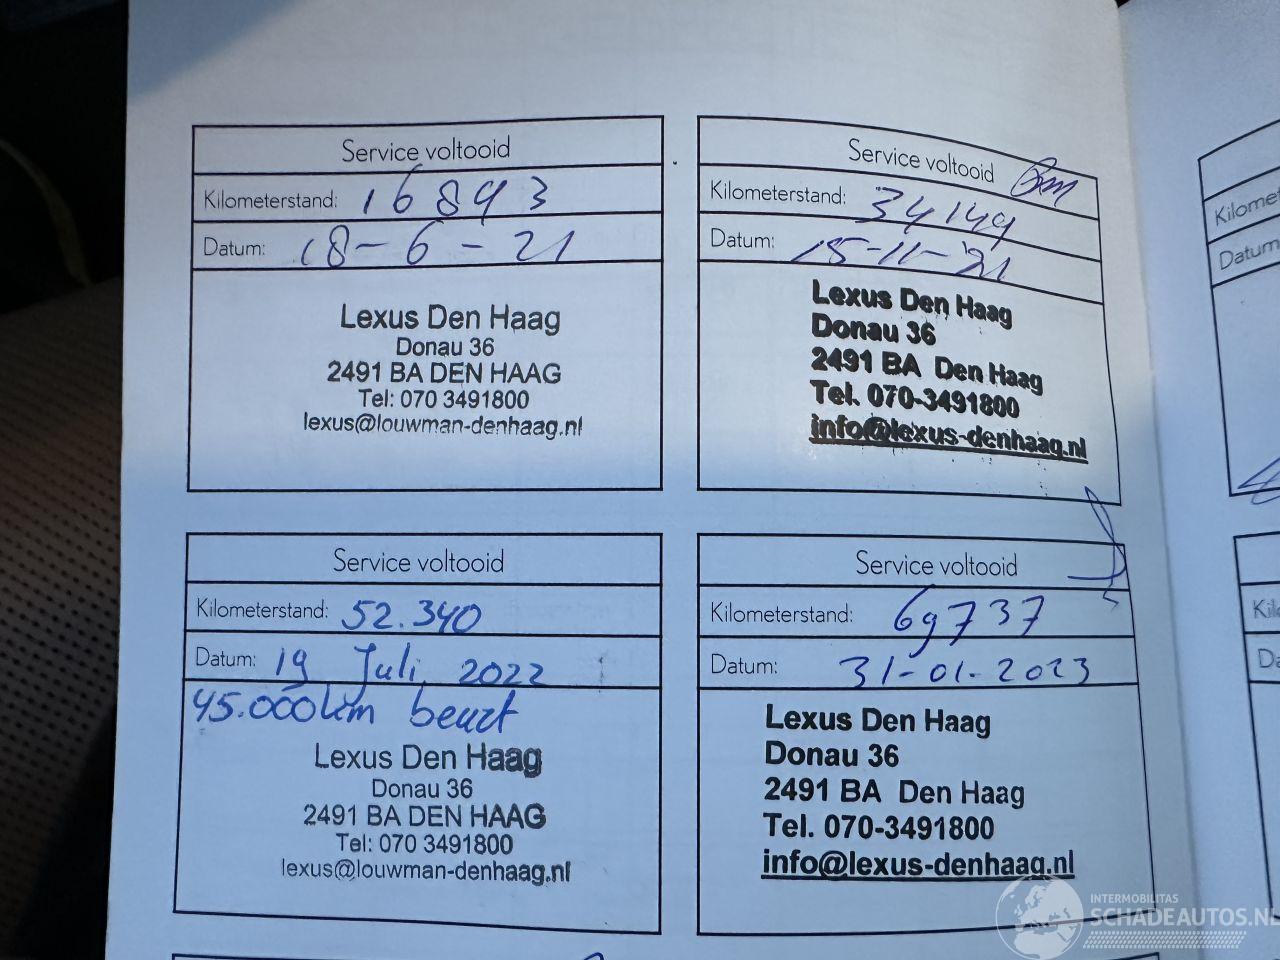 Service voltooid
Kilometerstand: 16893
Datum: 18-6-21
Lexus Den Haag
Donau 36
2491 BA DEN HAAG
Tel: 070 3491800
lexus@louwman-denhaag.nl
Service voltooid
Kilometerstand: 34149
Datum: 15-11-21
Lexus Den Haag
Donau 36
2491 BA Den Haag
Tel. 070-3491800
info@lexus-denhaag.nl
Service voltooid
Kilometerstand: 52.340
Datum: 19 Juli 2022
45.000km beurt
Lexus Den Haag
Donau 36
2491 BA DEN HAAG
Tel: 070 3491800
lexus@louwman-denhaag.nl
Service voltooid
Kilometerstand: 69737
Datum: 31-01-2023
Lexus Den Haag
Donau 36
2491 BA Den Haag
Tel. 070-3491800
info@lexus-denhaag.nl
Kilome
Datum
Kil
Da
INTERMOBILITAS
SCHADEAUTOS.NL